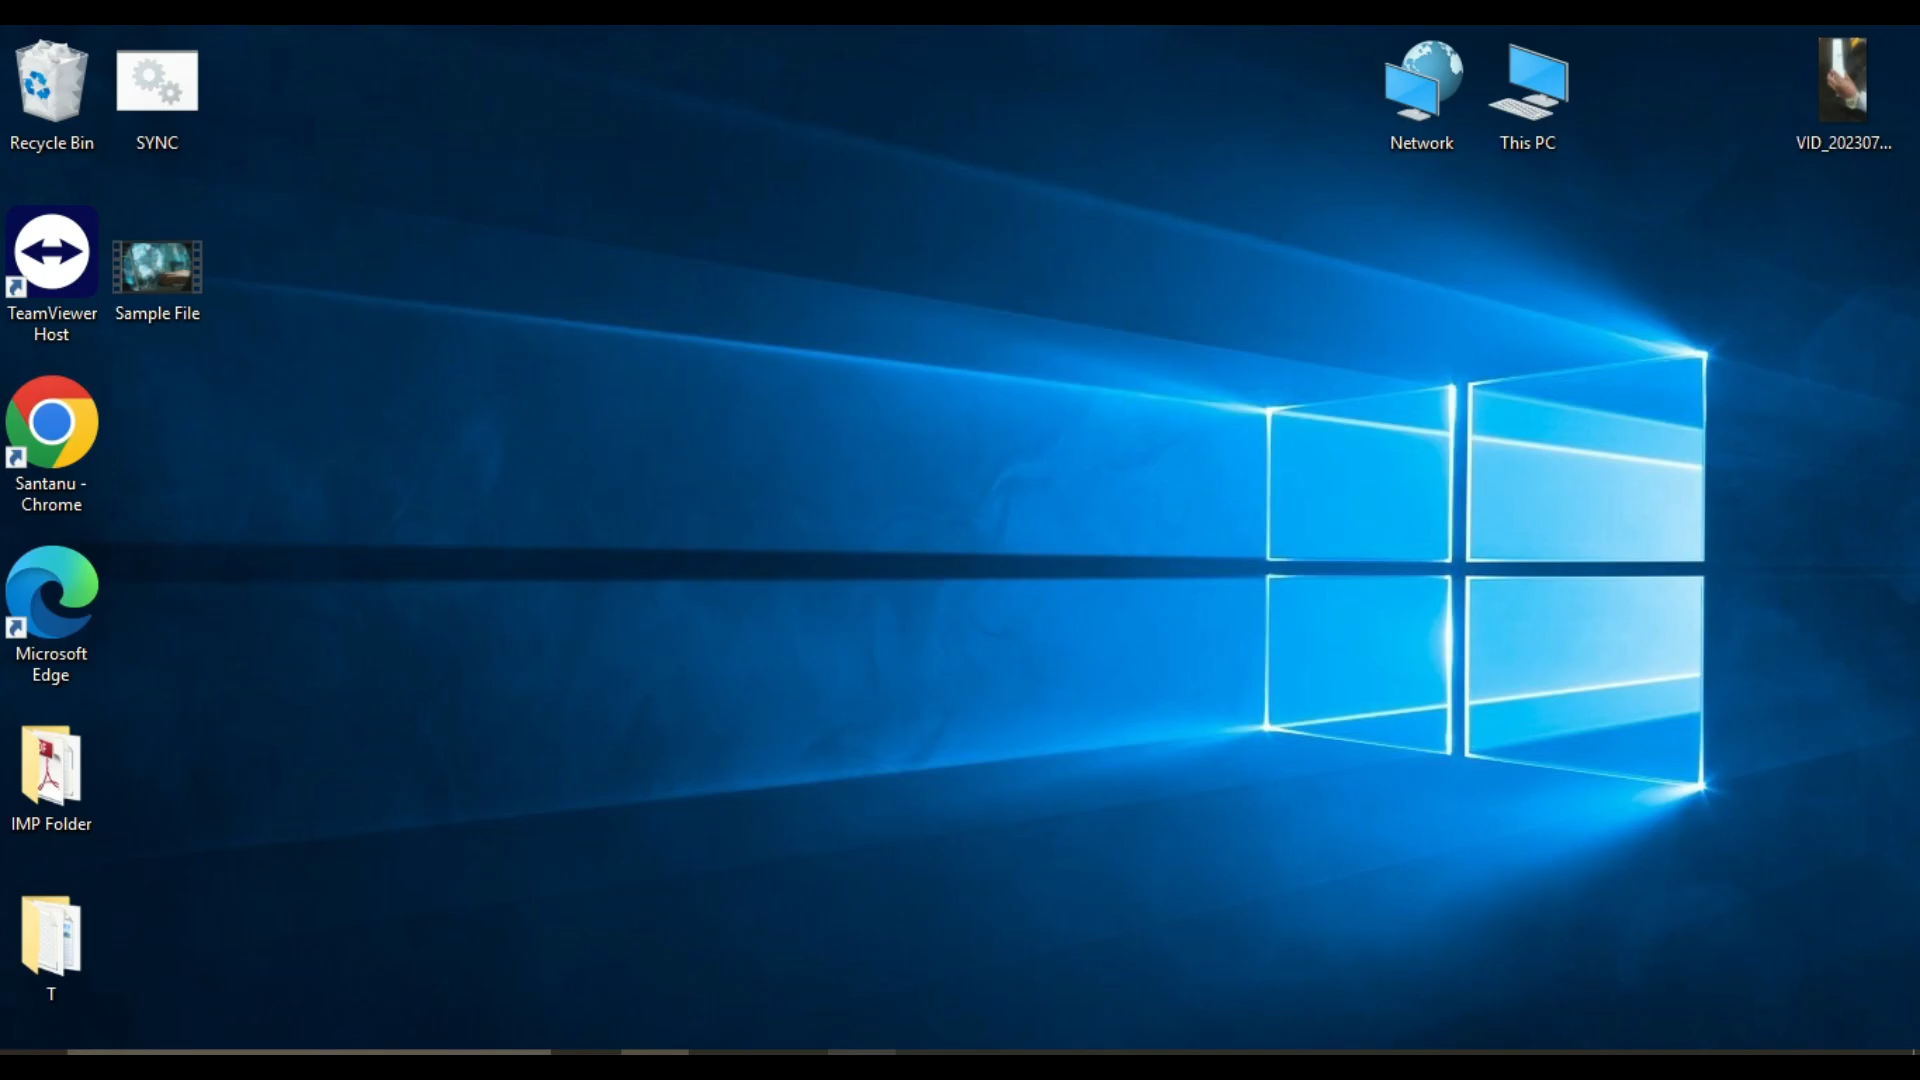 Recycle Bin
SYNC
Network
This PC
VID_202307...
TeamViewer
Host
Sample File
Santanu -
Chrome
Microsoft
Edge
IMP Folder
T